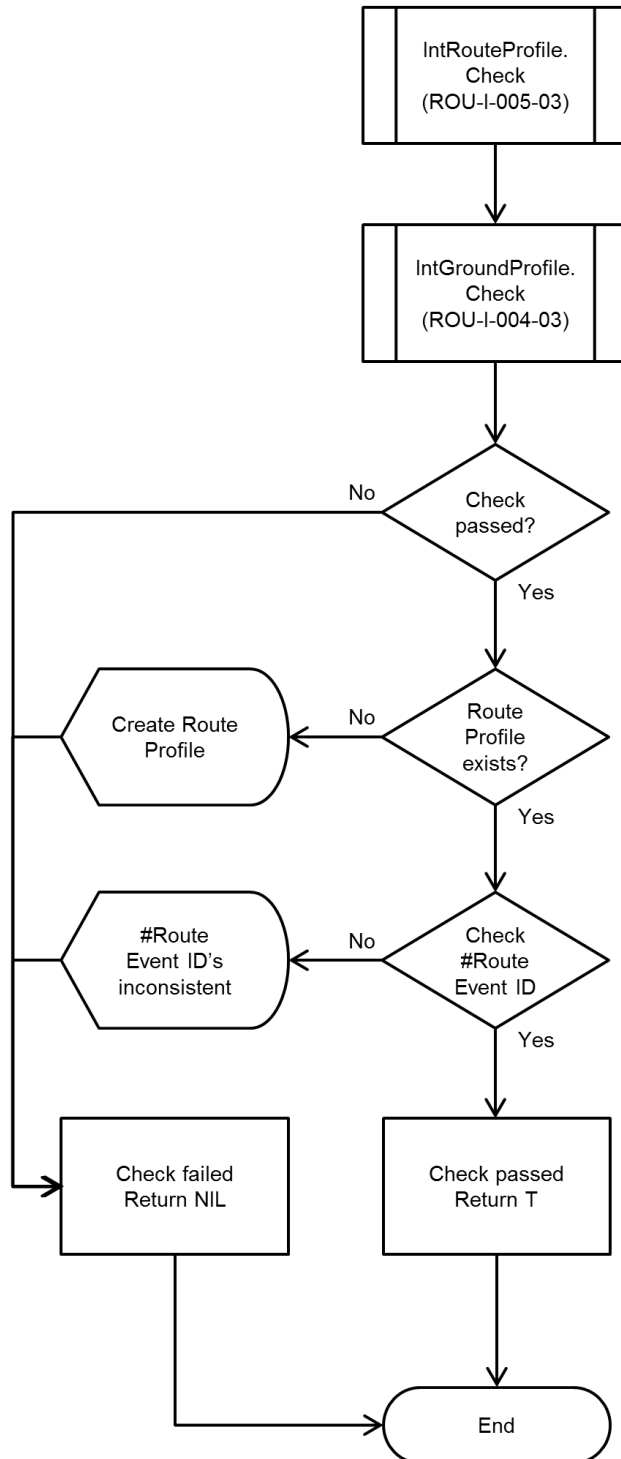 IntRouteProfile.
Check
(ROU-I-005-03)
IntGroundProfile.
Check
(ROU-I-004-03)
No
Check
passed?
Yes
Create Route
Profile
No
Route
Profile
exists?
Yes
#Route
Event ID's
inconsistent
No
Check
#Route
Event ID
Yes
Check failed
Return NIL
Check passed
Return T
End